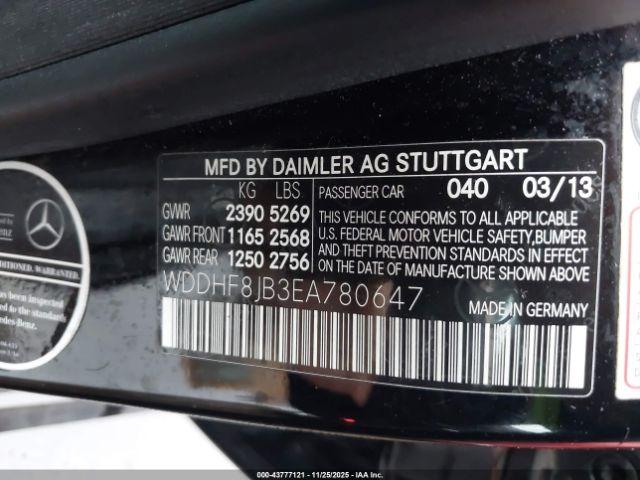 MFD BY DAIMLER AG STUTTGART
KG LBS
GVWR 2390 5269
GAWR FRONT 1165 2568
GAWR REAR 1250 2756
PASSENGER CAR 040 03/13
THIS VEHICLE CONFORMS TO ALL APPLICABLE
U.S. FEDERAL MOTOR VEHICLE SAFETY, BUMPER
AND THEFT PREVENTION STANDARDS IN EFFECT
ON THE DATE OF MANUFACTURE SHOWN ABOVE.
WDDHF8JB3EA780647
MADE IN GERMANY
000-43777121 - 11/25/2025 - IAA Inc.